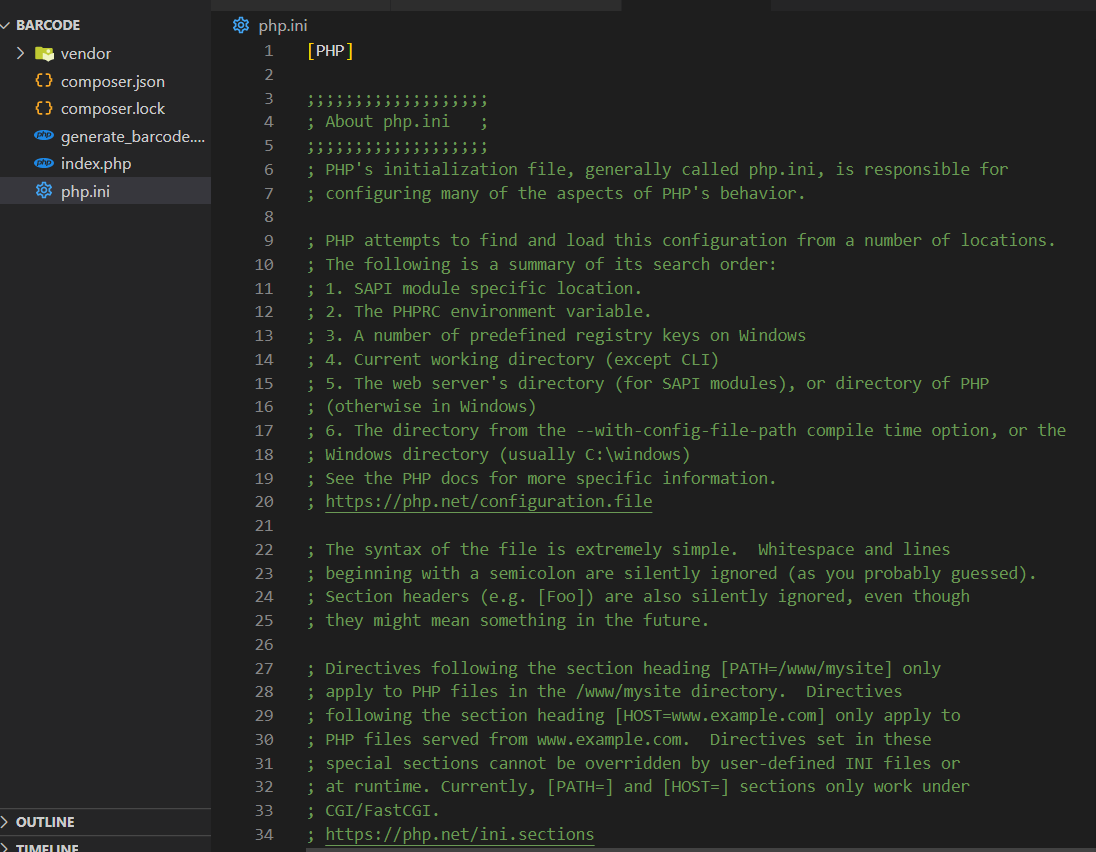 BARCODE
vendor
composer.json
composer.lock
generate_barcode....
index.php
php.ini
OUTLINE
TIMELINE
php.ini
1 [PHP]
2
3 ;;;;;;;;;;;;;;;;;;;
4 ; About php.ini   ;
5 ;;;;;;;;;;;;;;;;;;;
6 ; PHP's initialization file, generally called php.ini, is responsible for
7 ; configuring many of the aspects of PHP's behavior.
8
9 ; PHP attempts to find and load this configuration from a number of locations.
10 ; The following is a summary of its search order:
11 ; 1. SAPI module specific location.
12 ; 2. The PHPRC environment variable.
13 ; 3. A number of predefined registry keys on Windows
14 ; 4. Current working directory (except CLI)
15 ; 5. The web server's directory (for SAPI modules), or directory of PHP
16 ; (otherwise in Windows)
17 ; 6. The directory from the --with-config-file-path compile time option, or the
18 ; Windows directory (usually C:\windows)
19 ; See the PHP docs for more specific information.
20 ; https://php.net/configuration.file
21
22 ; The syntax of the file is extremely simple.  Whitespace and lines
23 ; beginning with a semicolon are silently ignored (as you probably guessed).
24 ; Section headers (e.g. [Foo]) are also silently ignored, even though
25 ; they might mean something in the future.
26
27 ; Directives following the section heading [PATH=/www/mysite] only
28 ; apply to PHP files in the /www/mysite directory.  Directives
29 ; following the section heading [HOST=www.example.com] only apply to
30 ; PHP files served from www.example.com.  Directives set in these
31 ; special sections cannot be overridden by user-defined INI files or
32 ; at runtime. Currently, [PATH=] and [HOST=] sections only work under
33 ; CGI/FastCGI.
34 ; https://php.net/ini.sections